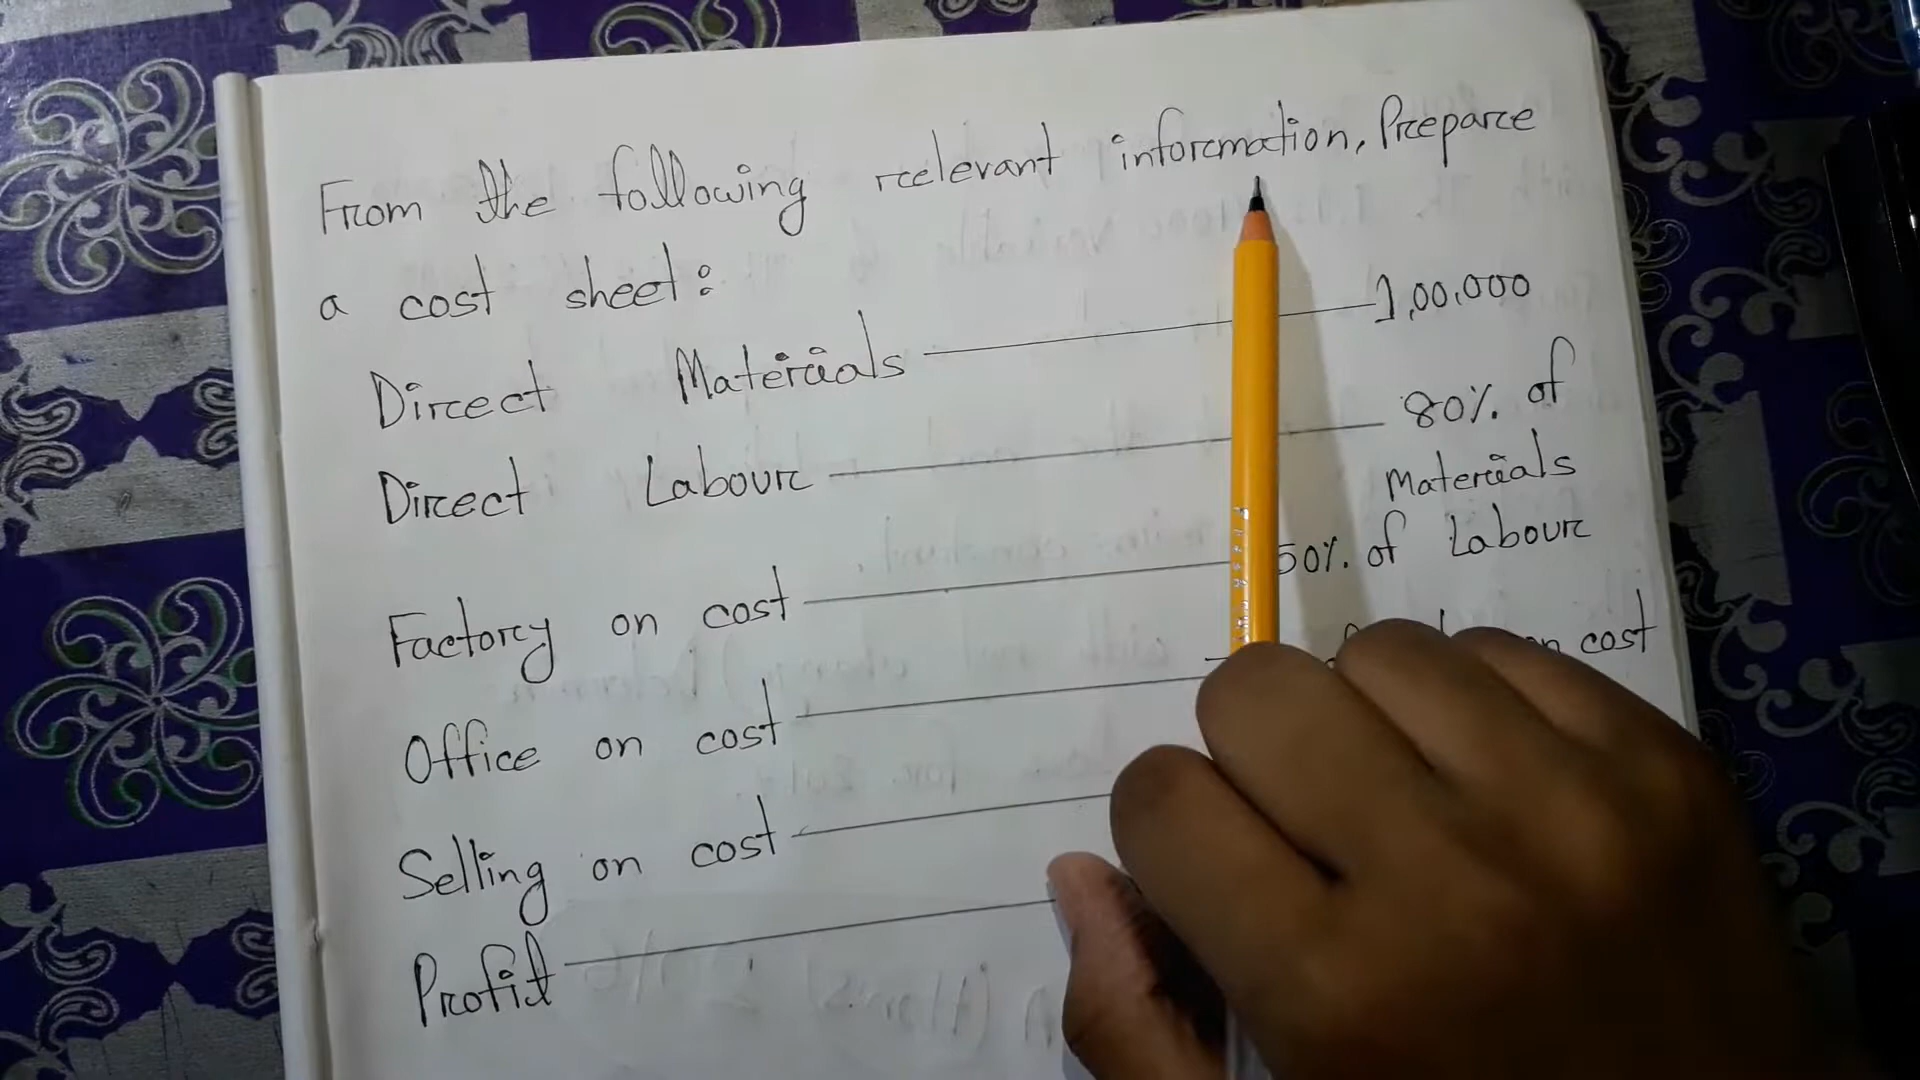 From the following relevant information, Prepare
a cost sheet:
Direct Materials 1,00,000
Direct Labour 80% of
Materials
Factory on cost 50% of Labour
Office on cost on cost
Selling on cost
Profit